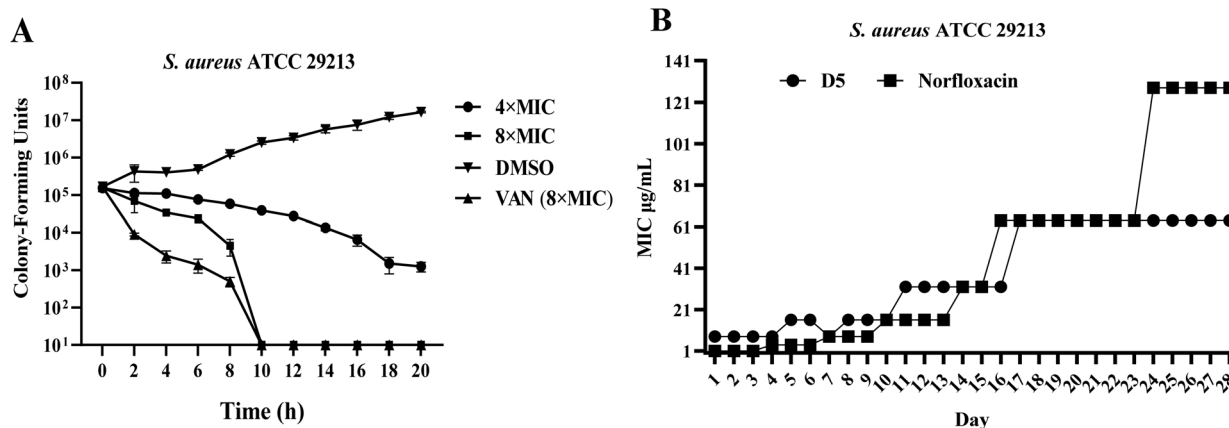 A
S. aureus ATCC 29213
Colony-Forming Units
10⁸
10⁷
10⁶
10⁵
10⁴
10³
10²
10¹
0 2 4 6 8 10 12 14 16 18 20
Time (h)
4×MIC
8×MIC
DMSO
VAN (8×MIC)
B
S. aureus ATCC 29213
D5 Norfloxacin
MIC µg/mL
141
121
101
81
61
41
21
1
1 2 3 4 5 6 7 8 9 10 11 12 13 14 15 16 17 18 19 20 21 22 23 24 25 26 27 28
Day